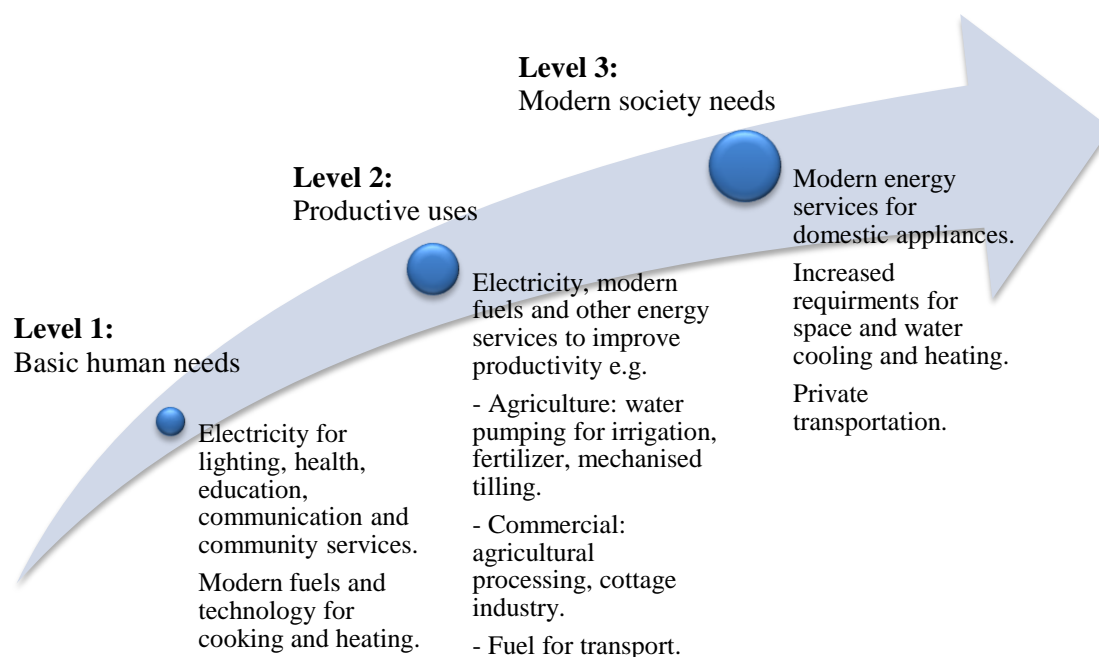 Level 1:
Basic human needs
Electricity for
lighting, health,
education,
communication and
community services.
Modern fuels and
technology for
cooking and heating.
Level 2:
Productive uses
Electricity, modern
fuels and other energy
services to improve
productivity e.g.
- Agriculture: water
pumping for irrigation,
fertilizer, mechanised
tilling.
- Commercial:
agricultural
processing, cottage
industry.
- Fuel for transport.
Level 3:
Modern society needs
Modern energy
services for
domestic appliances.
Increased
requirments for
space and water
cooling and heating.
Private
transportation.